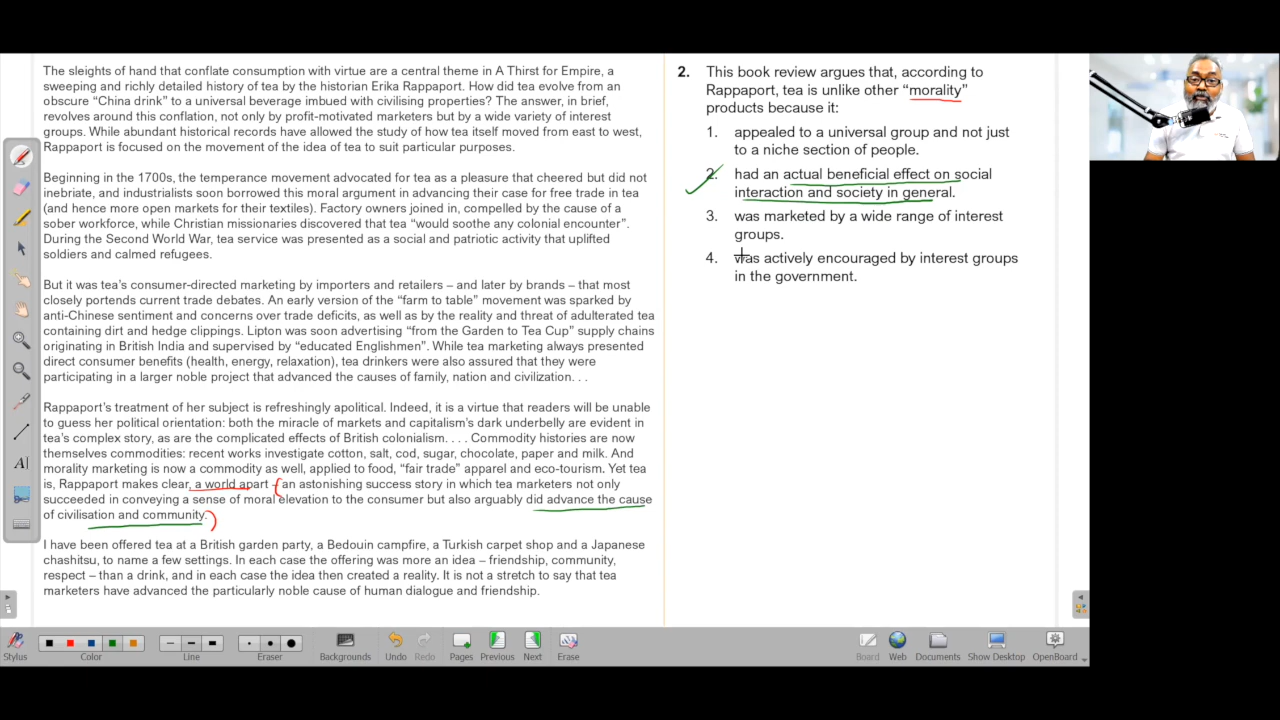 The sleights of hand that conflate consumption with virtue are a central theme in A Thirst for Empire, a
sweeping and richly detailed history of tea by the historian Erika Rappaport. How did tea evolve from an
obscure “China drink” to a universal beverage imbued with civilising properties? The answer, in brief,
revolves around this conflation, not only by profit-motivated marketers but by a wide variety of interest
groups. While abundant historical records have allowed the study of how tea itself moved from east to west,
Rappaport is focused on the movement of the idea of tea to suit particular purposes.
Beginning in the 1700s, the temperance movement advocated for tea as a pleasure that cheered but did not
inebriate, and industrialists soon borrowed this moral argument in advancing their case for free trade in tea
(and hence more open markets for their textiles). Factory owners joined in, compelled by the cause of a
sober workforce, while Christian missionaries discovered that tea “would soothe any colonial encounter”.
During the Second World War, tea service was presented as a social and patriotic activity that uplifted
soldiers and calmed refugees.
But it was tea’s consumer-directed marketing by importers and retailers – and later by brands – that most
closely portends current trade debates. An early version of the “farm to table” movement was sparked by
anti-Chinese sentiment and concerns over trade deficits, as well as by the reality and threat of adulterated tea
containing dirt and hedge clippings. Lipton was soon advertising “from the Garden to Tea Cup” supply chains
originating in British India and supervised by “educated Englishmen”. While tea marketing always presented
direct consumer benefits (health, energy, relaxation), tea drinkers were also assured that they were
participating in a larger noble project that advanced the causes of family, nation and civilization. . .
Rappaport’s treatment of her subject is refreshingly apolitical. Indeed, it is a virtue that readers will be unable
to guess her political orientation: both the miracle of markets and capitalism’s dark underbelly are evident in
tea’s complex story, as are the complicated effects of British colonialism. . . . Commodity histories are now
themselves commodities: recent works investigate cotton, salt, cod, sugar, chocolate, paper and milk. And
morality marketing is now a commodity as well, applied to food, “fair trade” apparel and eco-tourism. Yet tea
is, Rappaport makes clear, a world apart - an astonishing success story in which tea marketers not only
succeeded in conveying a sense of moral elevation to the consumer but also arguably did advance the cause
of civilisation and community.
I have been offered tea at a British garden party, a Bedouin campfire, a Turkish carpet shop and a Japanese
chashitsu, to name a few settings. In each case the offering was more an idea – friendship, community,
respect – than a drink, and in each case the idea then created a reality. It is not a stretch to say that tea
marketers have advanced the particularly noble cause of human dialogue and friendship.
2. This book review argues that, according to
Rappaport, tea is unlike other “morality”
products because it:
1. appealed to a universal group and not just
to a niche section of people.
2. had an actual beneficial effect on social
interaction and society in general.
3. was marketed by a wide range of interest
groups.
4. was actively encouraged by interest groups
in the government.
A
Stylus Color Line Eraser Backgrounds Undo Redo Pages Previous Next Erase Board Web Documents Show Desktop OpenBoard